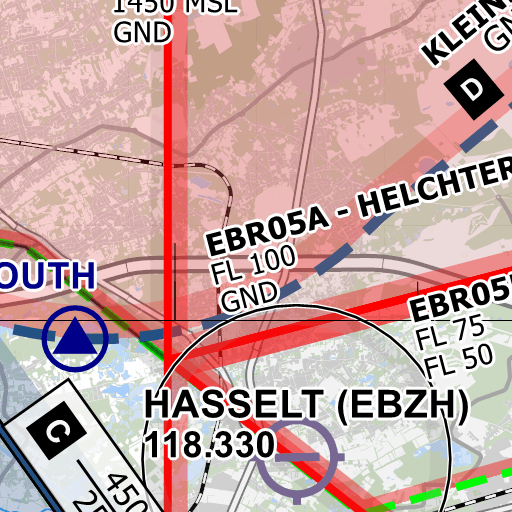 1450 MSL
GND
KLEIN
D
EBR05A - HELCHTER
FL 100
GND
OUTH
EBR05
FL 75
FL 50
C
HASSELT (EBZH)
118.330
450